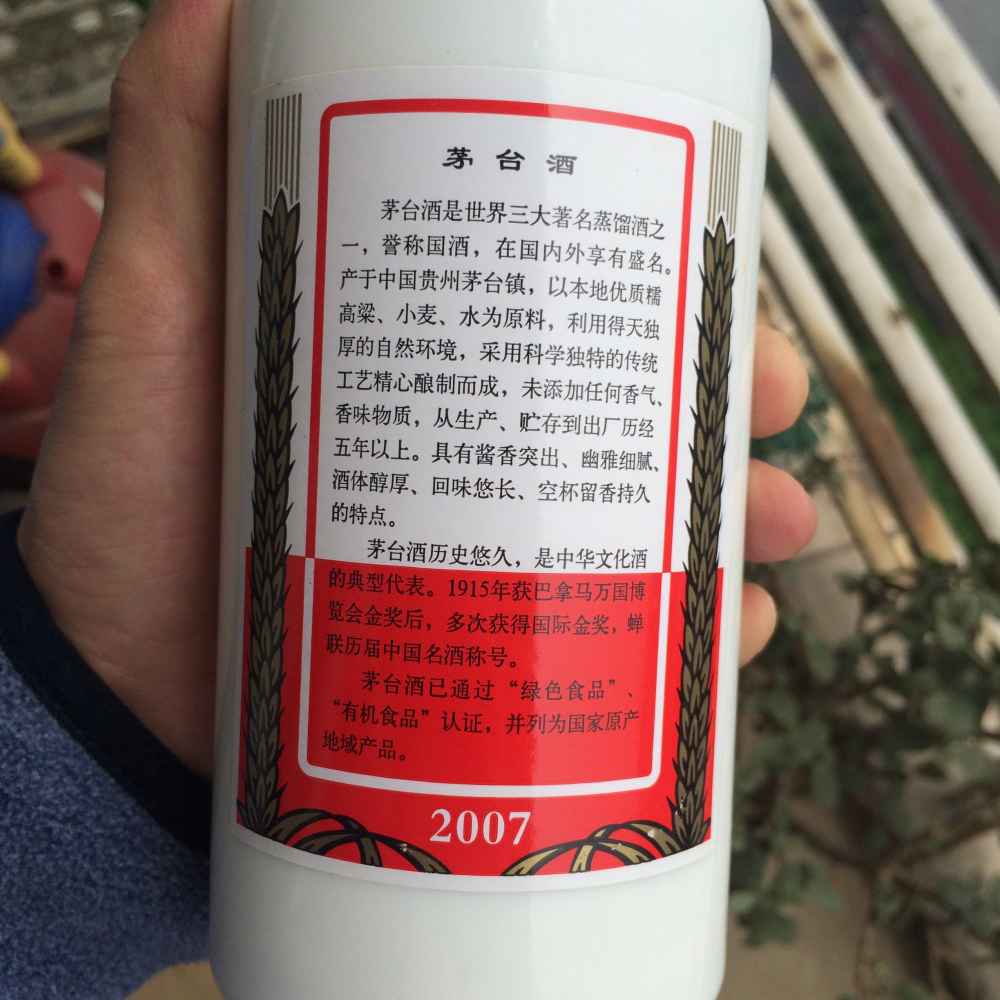 茅台酒
茅台酒是世界三大著名蒸馏酒之
一，誉称国酒，在国内外享有盛名。
产于中国贵州茅台镇，以本地优质糯
高粱、小麦、水为原料，利用得天独
厚的自然环境，采用科学独特的传统
工艺精心酿制而成，未添加任何香气、
香味物质，从生产、贮存到出厂历经
五年以上。具有酱香突出、幽雅细腻、
酒体醇厚、回味悠长、空杯留香持久
的特点。
茅台酒历史悠久，是中华文化酒
的典型代表。1915年获巴拿马万国博
览会金奖后，多次获得国际金奖，蝉
联历届中国名酒称号。
茅台酒已通过“绿色食品”、
“有机食品”认证，并列为国家原产
地域产品。
2007